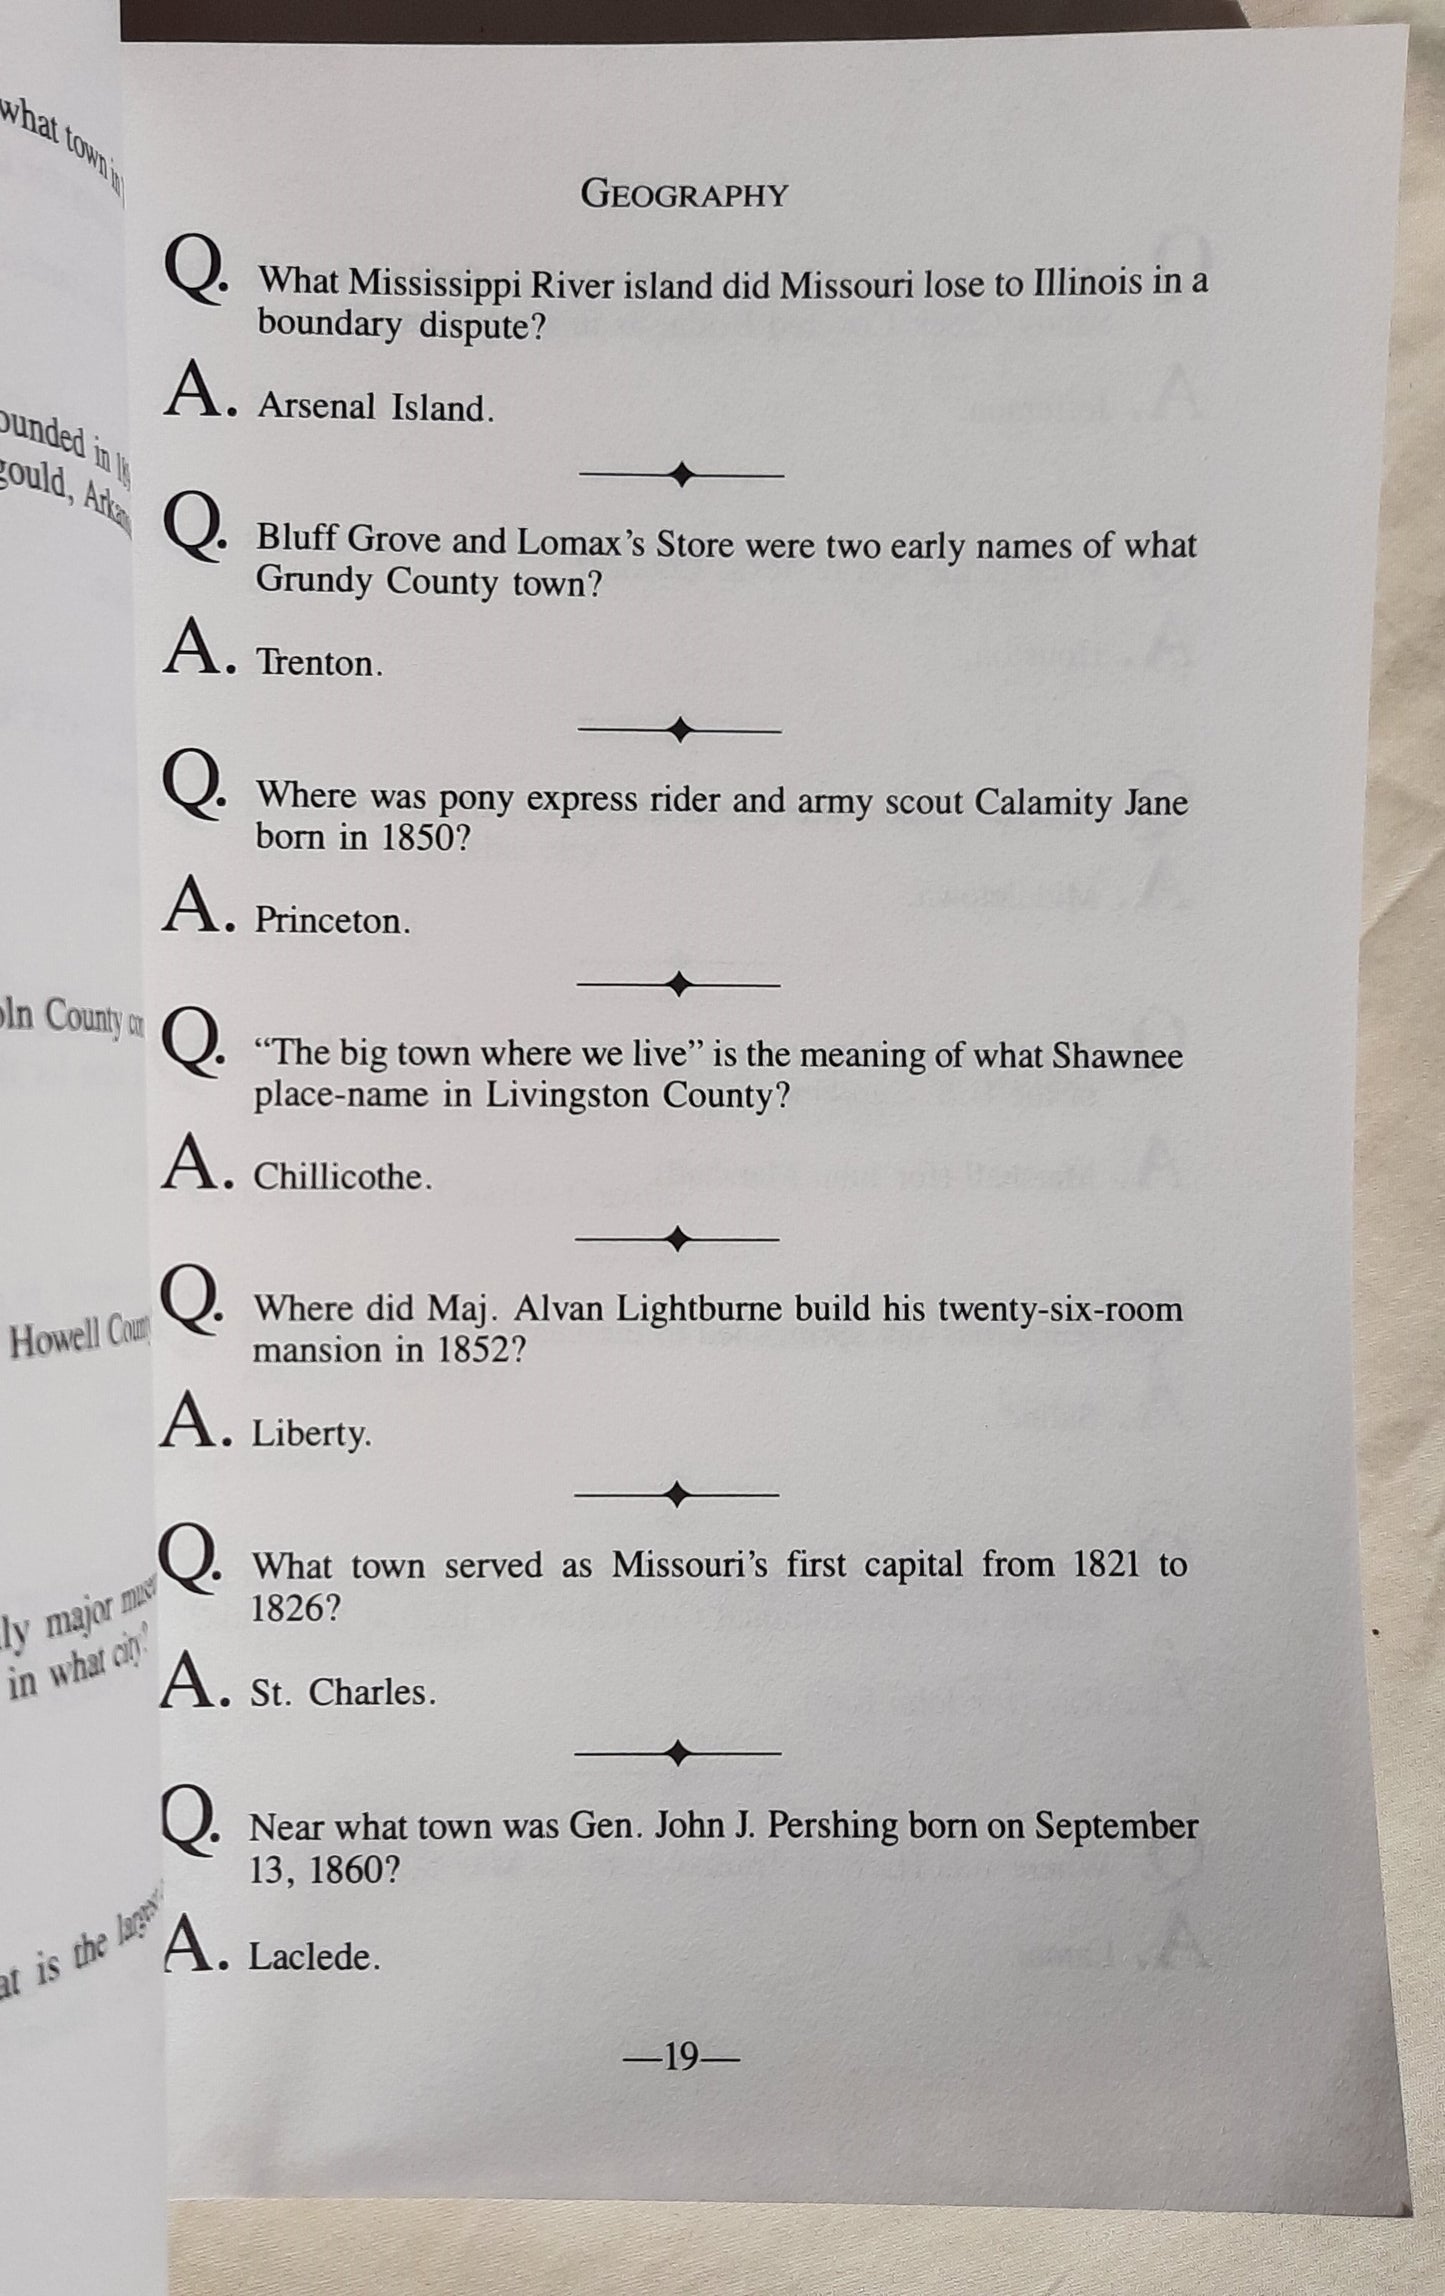 what town in
ounded in
gould,
oln County
Howell
ly major
in what city?
at is the
GEOGRAPHY
Q. What Mississippi River island did Missouri lose to Illinois in a
boundary dispute?
A. Arsenal Island.
Q. Bluff Grove and Lomax's Store were two early names of what
Grundy County town?
A. Trenton.
Q. Where was pony express rider and army scout Calamity Jane
born in 1850?
A. Princeton.
Q. “The big town where we live” is the meaning of what Shawnee
place-name in Livingston County?
A. Chillicothe.
Q. Where did Maj. Alvan Lightburne build his twenty-six-room
mansion in 1852?
A. Liberty.
Q. What town served as Missouri's first capital from 1821 to
1826?
A. St. Charles.
Q. Near what town was Gen. John J. Pershing born on September
13, 1860?
A. Laclede.
—19—